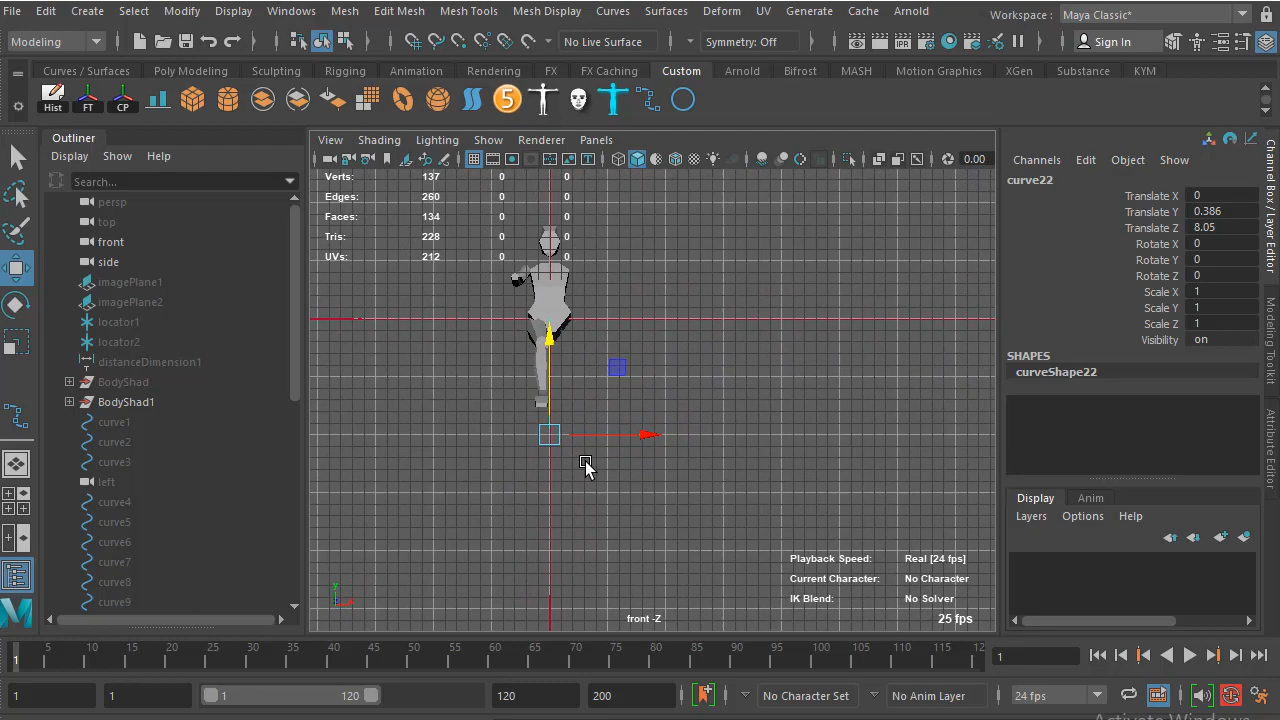 File Edit Create Select Modify Display Windows Mesh Edit Mesh Mesh Tools Mesh Display Curves Surfaces Deform UV Generate Cache Arnold Workspace: Maya Classic*
Modeling No Live Surface Symmetry: Off Sign In
Curves / Surfaces Poly Modeling Sculpting Rigging Animation Rendering FX FX Caching Custom Arnold Bifrost MASH Motion Graphics XGen Substance KYM
Hist FT CP 5
Outliner
Display Show Help
Search...
persp
top
front
side
imagePlane1
imagePlane2
locator1
locator2
distanceDimension1
BodyShad
BodyShad1
curve1
curve2
curve3
left
curve4
curve5
curve6
curve7
curve8
curve9
View Shading Lighting Show Renderer Panels
0.00
Verts: 137 0 0
Edges: 260 0 0
Faces: 134 0 0
Tris: 228 0 0
UVs: 212 0 0
Playback Speed: Real [24 fps]
Current Character: No Character
IK Blend: No Solver
y
front -Z
25 fps
Channels Edit Object Show
curve22
Translate X 0
Translate Y 0.386
Translate Z 8.05
Rotate X 0
Rotate Y 0
Rotate Z 0
Scale X 1
Scale Y 1
Scale Z 1
Visibility on
SHAPES
curveShape22
Display Anim
Layers Options Help
Channel Box / Layer Editor
Modeling Toolkit
Attribute Editor
5 10 15 20 25 30 35 40 45 50 55 60 65 70 75 80 85 90 95 100 105 110 115 12
1
1
1 1 1 120 120 200 No Character Set No Anim Layer 24 fps